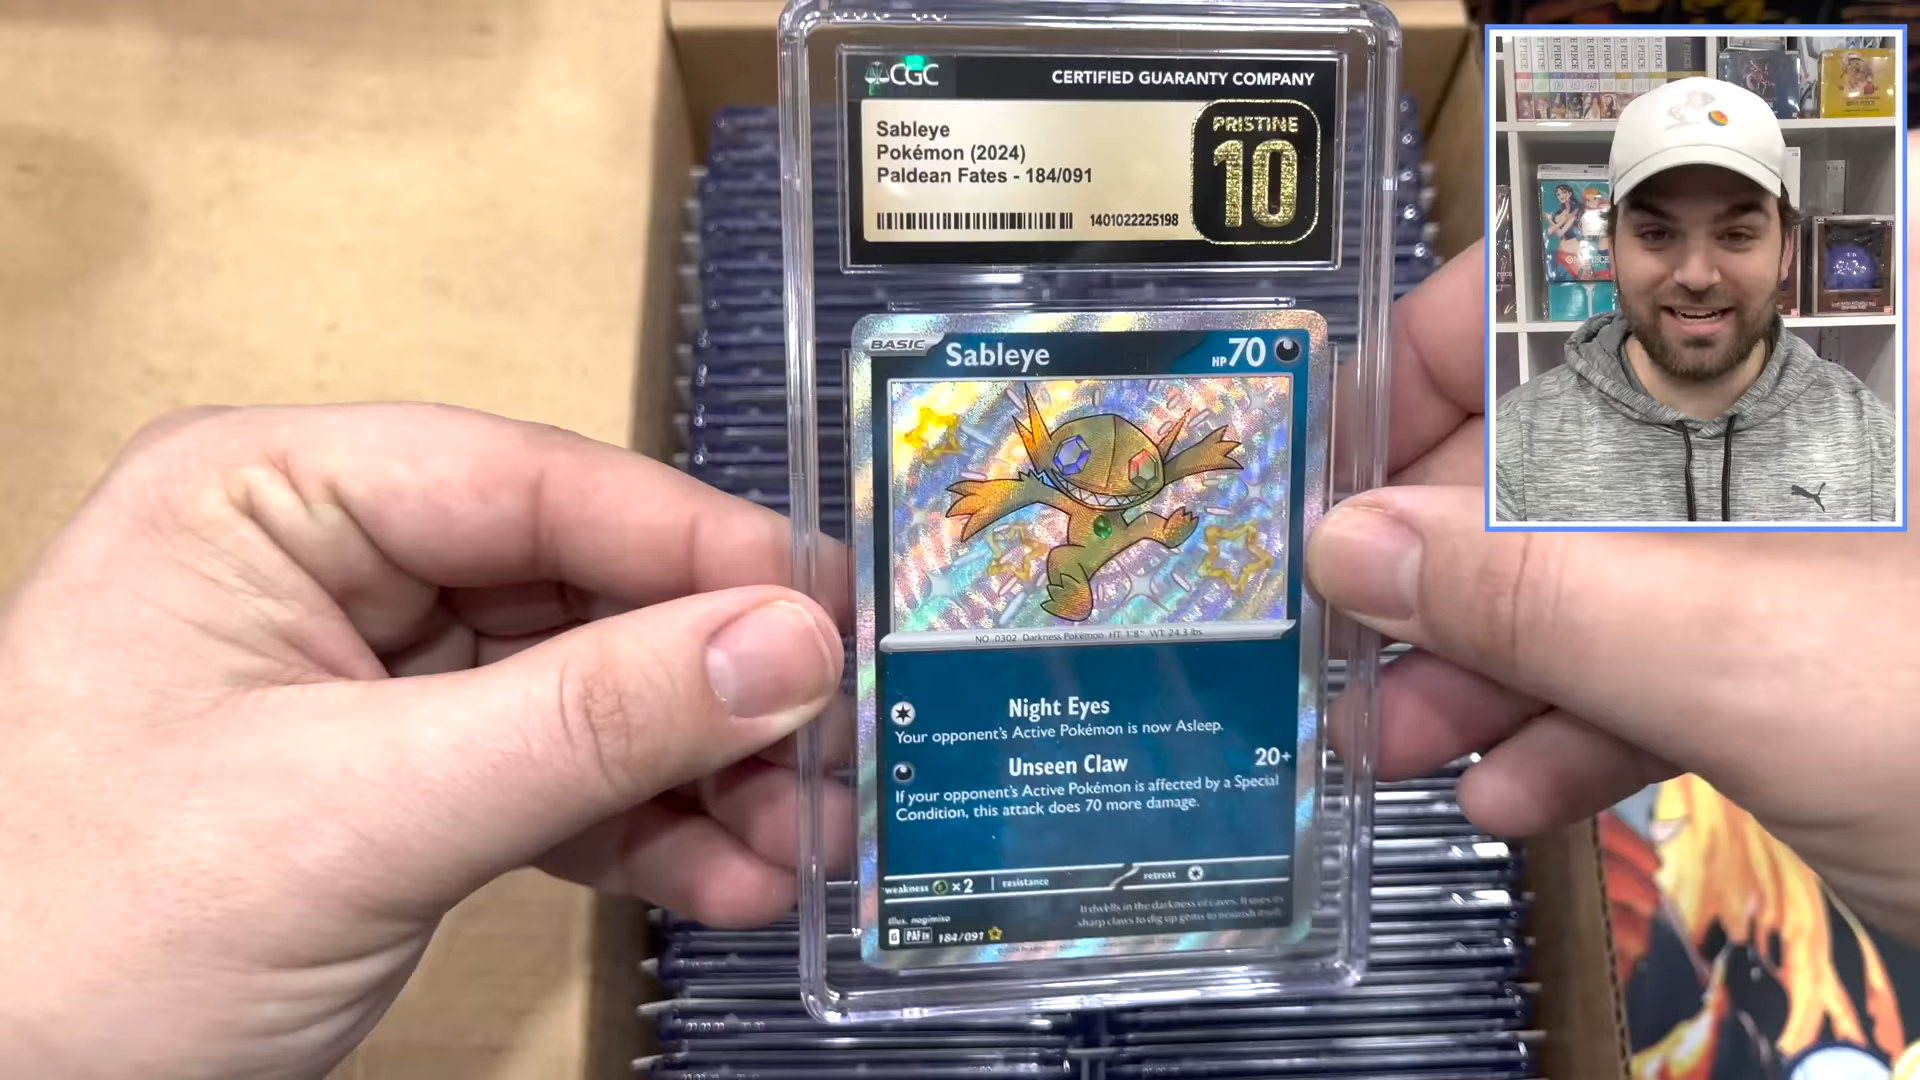 CGC
CERTIFIED GUARANTY COMPANY
Sableye
Pokémon (2024)
Paldean Fates - 184/091
1401022225198
PRISTINE
10
BASIC
Sableye
HP 70
NO. 0302 Darkness Pokémon HT: 1'8" WT: 24.3 lbs.
Night Eyes
Your opponent's Active Pokémon is now Asleep.
Unseen Claw 20+
If your opponent's Active Pokémon is affected by a Special
Condition, this attack does 70 more damage.
weakness ×2 resistance retreat
Illus. nagimiso
It dwells in the darkness of caves. It uses its
sharp claws to dig up gems to nourish itself.
G PAF EN 184/091